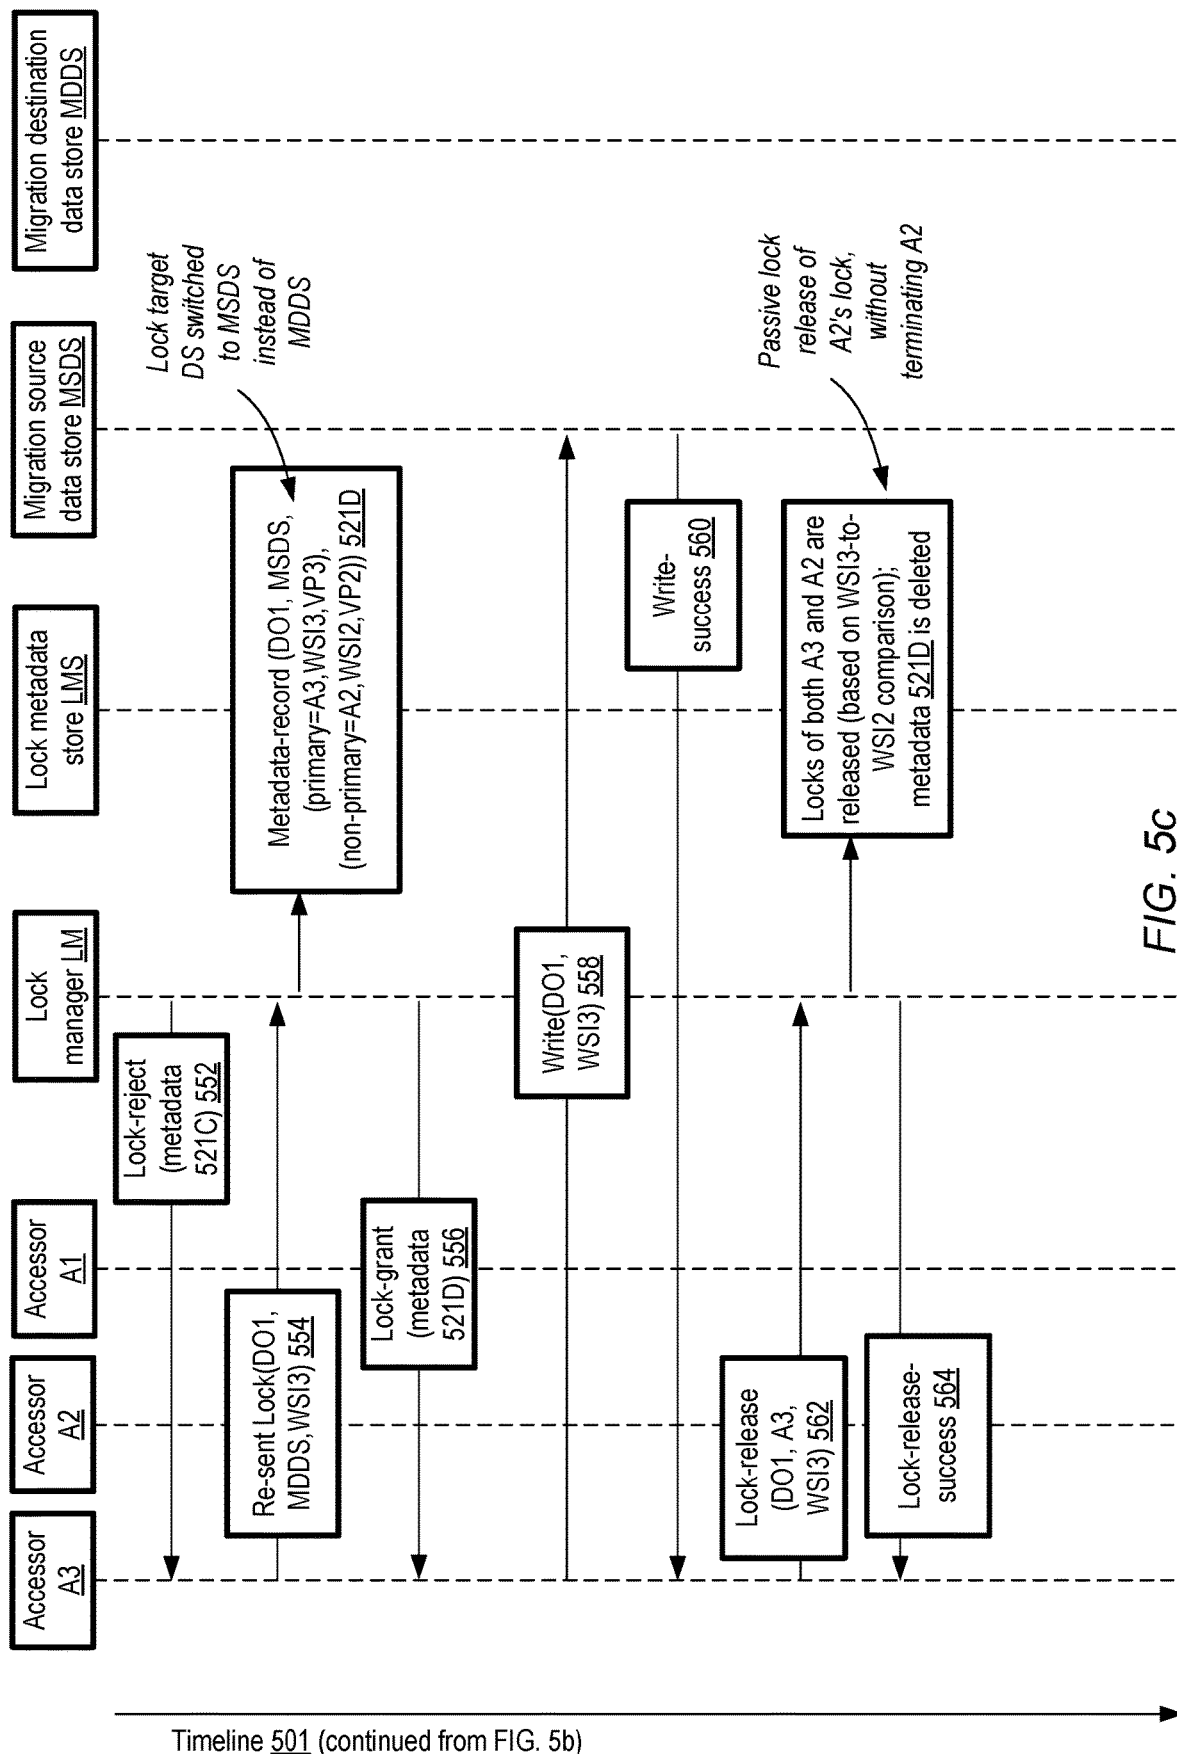 Accessor
A3
Accessor
A2
Accessor
A1
Lock
manager LM
Lock metadata
store LMS
Migration source
data store MSDS
Migration destination
data store MDDS
Lock-reject
(metadata
521C) 552
Re-sent Lock(DO1,
MDDS,WSI3) 554
Metadata-record (DO1, MSDS,
(primary=A3,WSI3,VP3),
(non-primary=A2,WSI2,VP2)) 521D
Lock target
DS switched
to MSDS
instead of
MDDS
Lock-grant
(metadata
521D) 556
Write(DO1,
WSI3) 558
Write-
success 560
Lock-release
(DO1, A3,
WSI3) 562
Locks of both A3 and A2 are
released (based on WSI3-to-
WSI2 comparison);
metadata 521D is deleted
Passive lock
release of
A2's lock,
without
terminating A2
Lock-release-
success 564
Timeline 501 (continued from FIG. 5b)
FIG. 5c